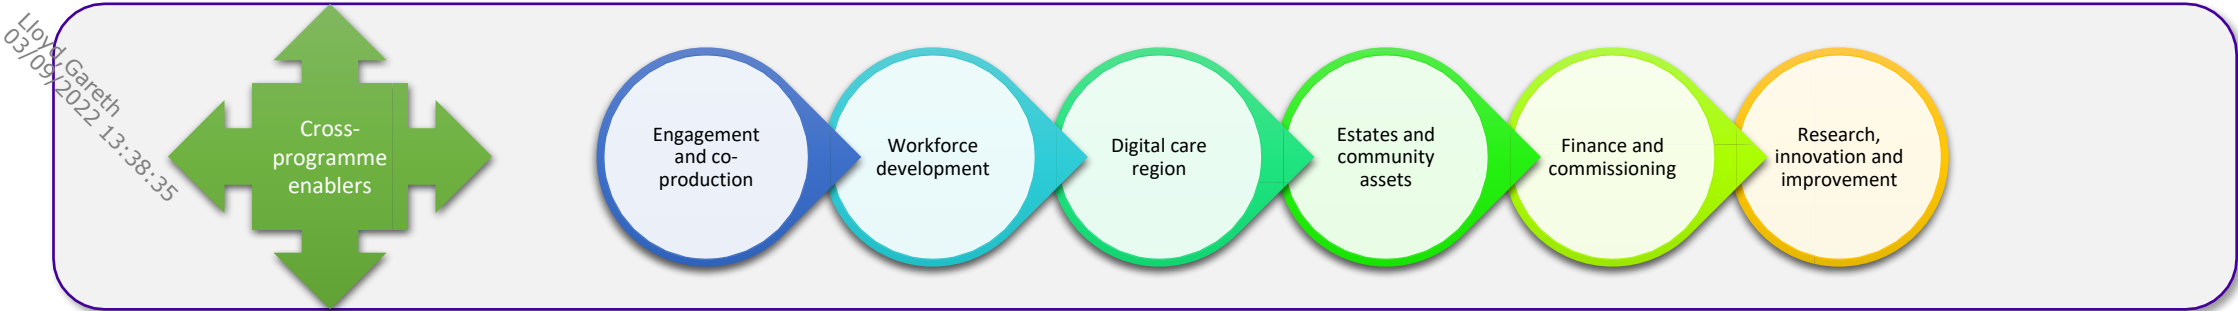 Lloyd Gareth
03/09/2022 13:38:35
Cross-
programme
enablers
Engagement
and co-
production
Workforce
development
Digital care
region
Estates and
community
assets
Finance and
commissioning
Research,
innovation and
improvement